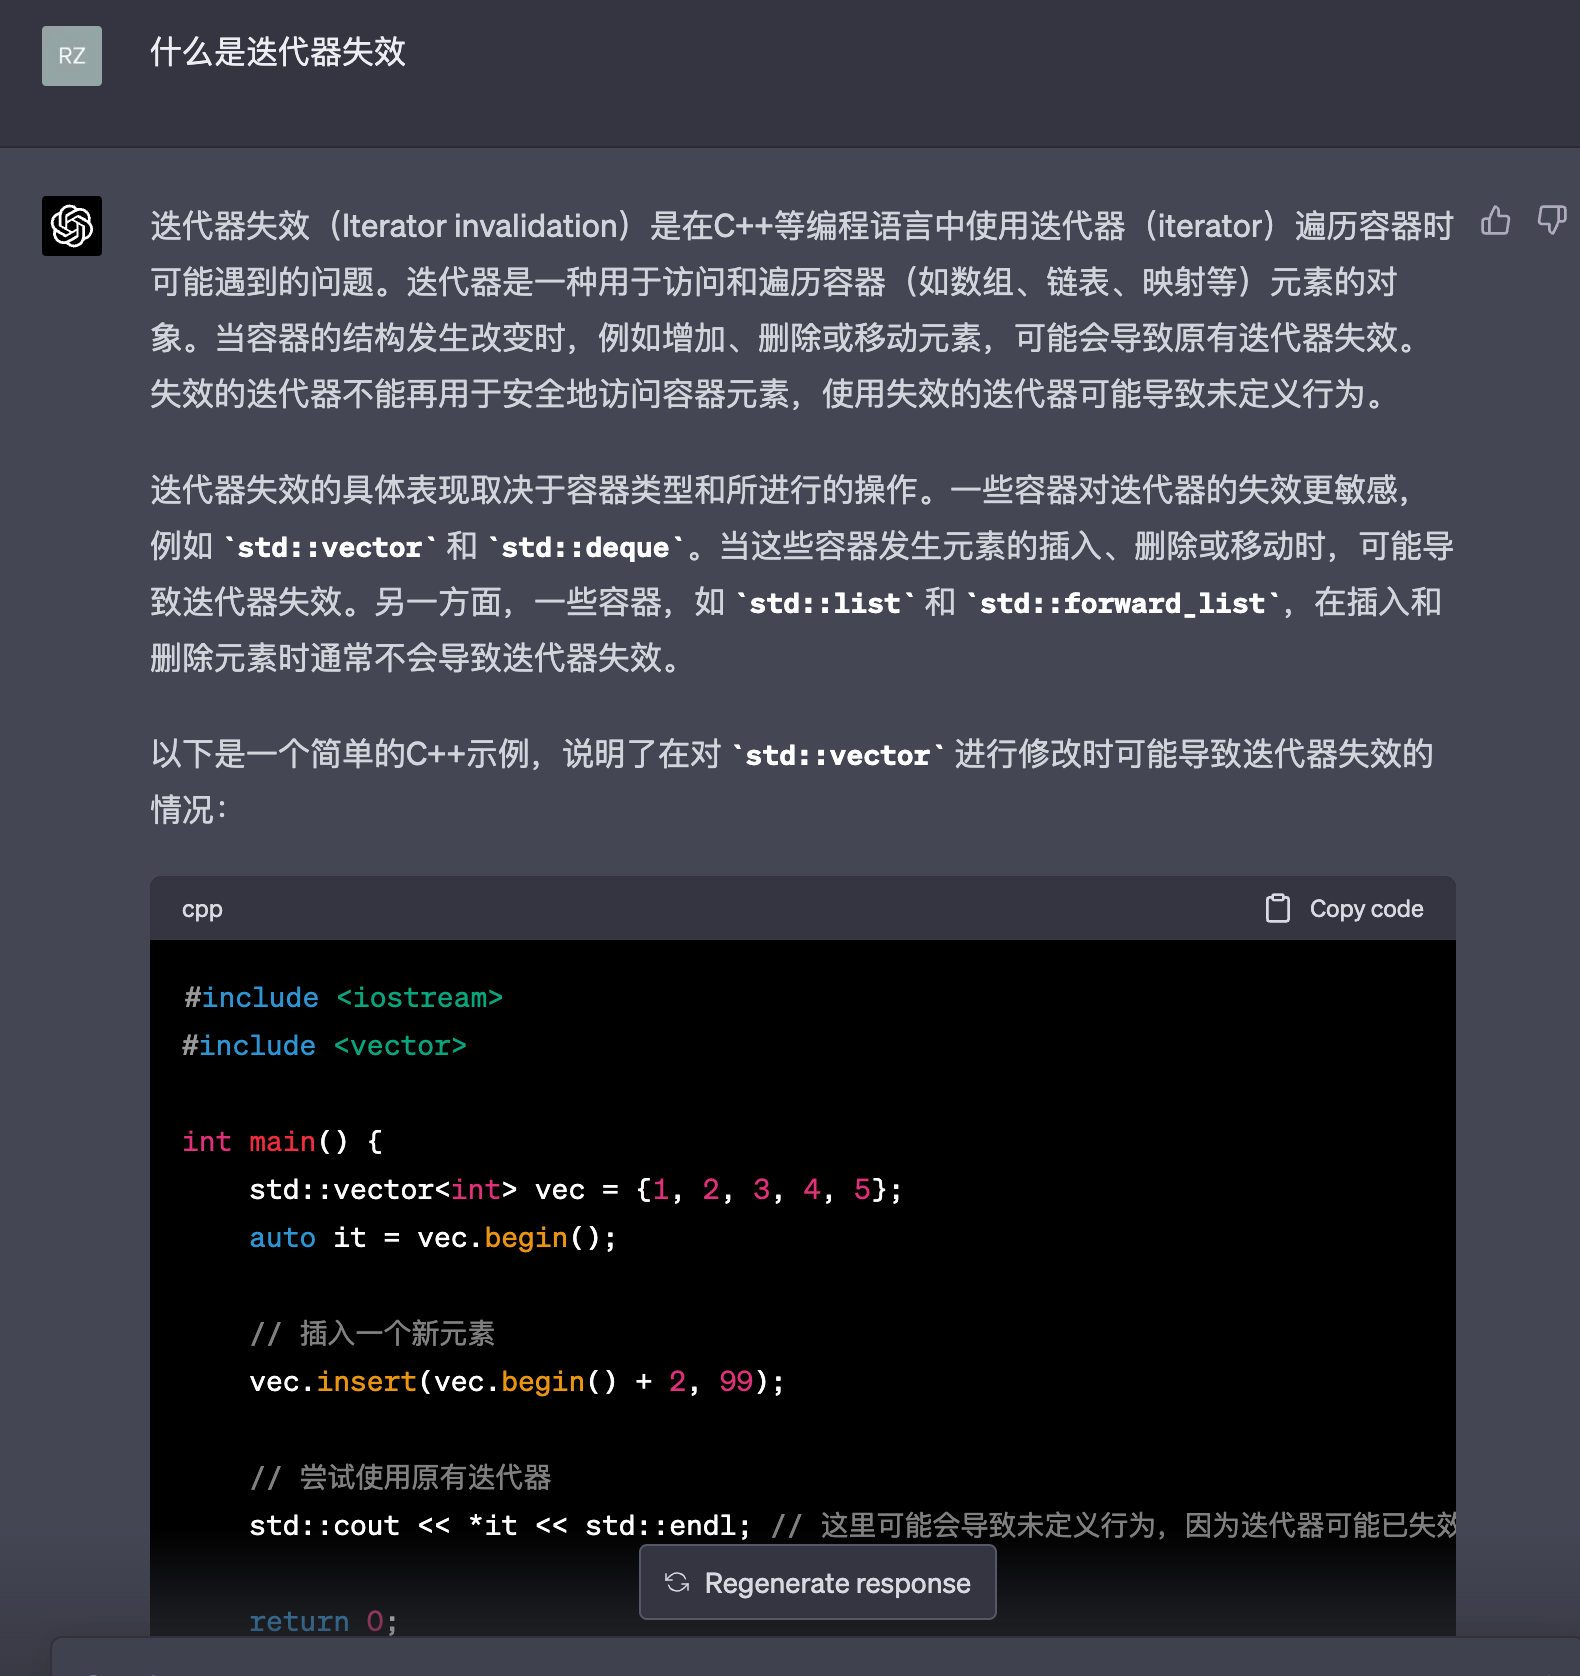 RZ
什么是迭代器失效
迭代器失效（Iterator invalidation）是在C++等编程语言中使用迭代器（iterator）遍历容器时
可能遇到的问题。迭代器是一种用于访问和遍历容器（如数组、链表、映射等）元素的对
象。当容器的结构发生改变时，例如增加、删除或移动元素，可能会导致原有迭代器失效。
失效的迭代器不能再用于安全地访问容器元素，使用失效的迭代器可能导致未定义行为。
迭代器失效的具体表现取决于容器类型和所进行的操作。一些容器对迭代器的失效更敏感，
例如 `std::vector` 和 `std::deque`。当这些容器发生元素的插入、删除或移动时，可能导
致迭代器失效。另一方面，一些容器，如 `std::list` 和 `std::forward_list`，在插入和
删除元素时通常不会导致迭代器失效。
以下是一个简单的C++示例，说明了在对 `std::vector` 进行修改时可能导致迭代器失效的
情况：
cpp Copy code
#include <iostream>
#include <vector>
int main() {
    std::vector<int> vec = {1, 2, 3, 4, 5};
    auto it = vec.begin();
    // 插入一个新元素
    vec.insert(vec.begin() + 2, 99);
    // 尝试使用原有迭代器
    std::cout << *it << std::endl; // 这里可能会导致未定义行为，因为迭代器可能已失效
Regenerate response
    return 0;